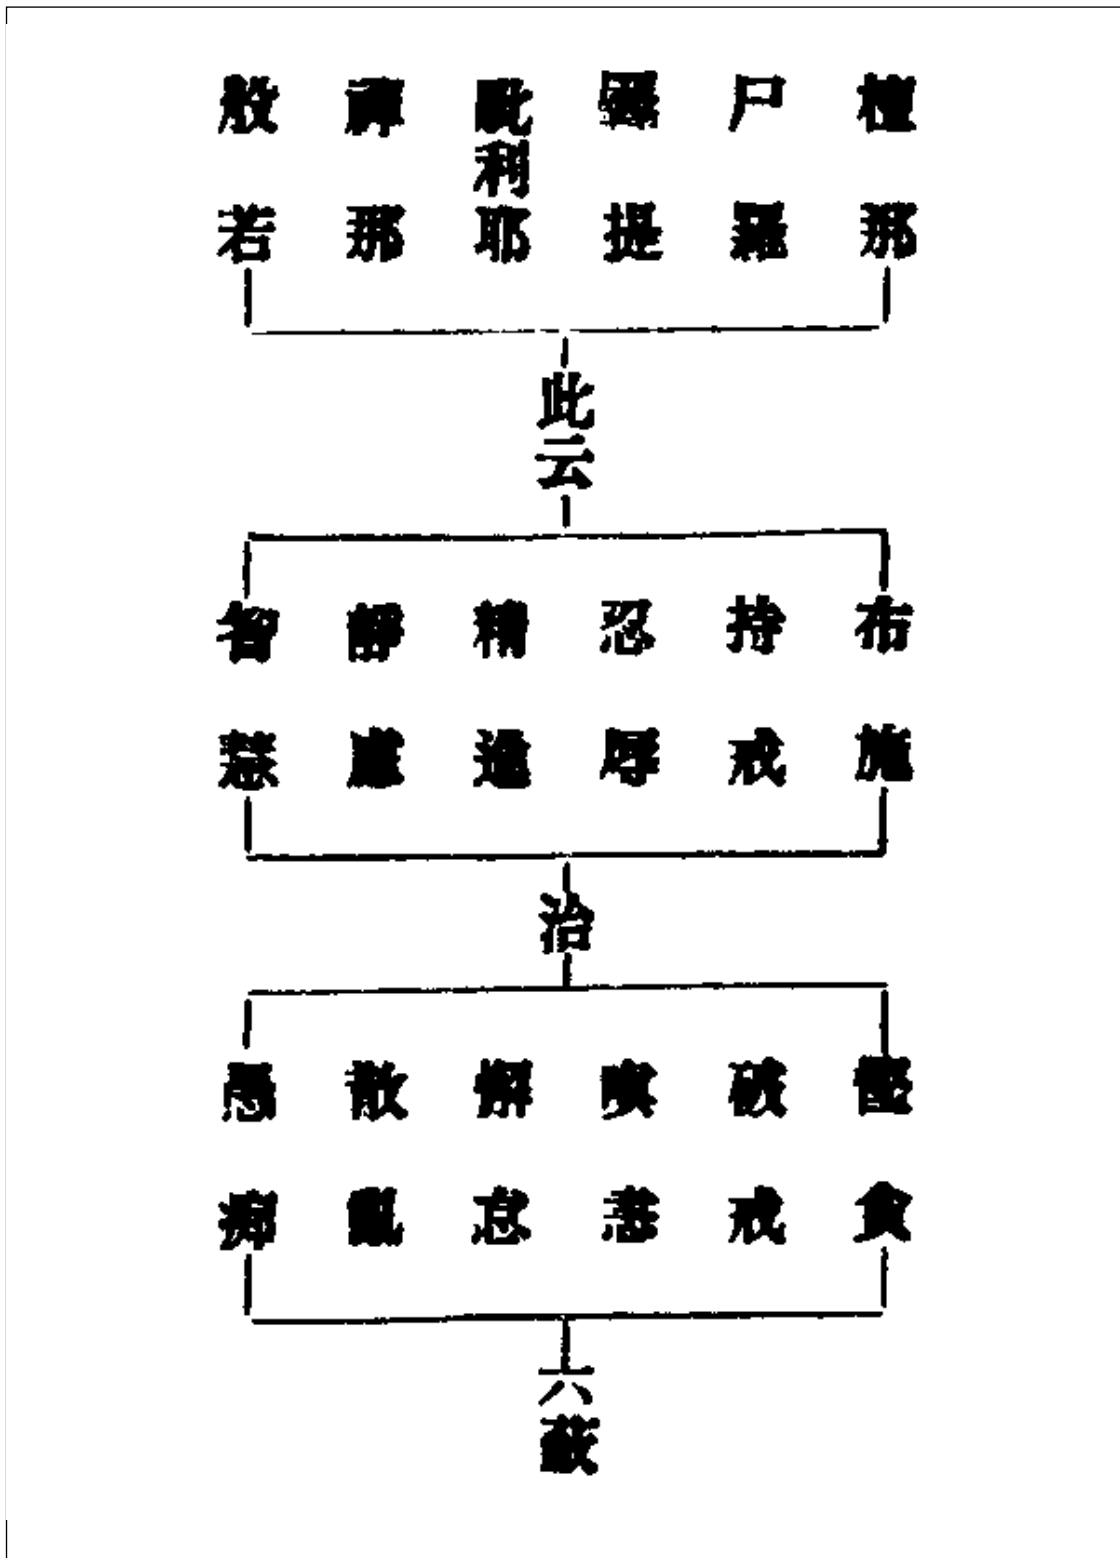 檀那
尸羅
羼提
毗利耶
禪那
般若
此云
布施
持戒
忍辱
精進
靜慮
智慧
治
慳貪
破戒
瞋恚
懈怠
散亂
愚痴
六蔽